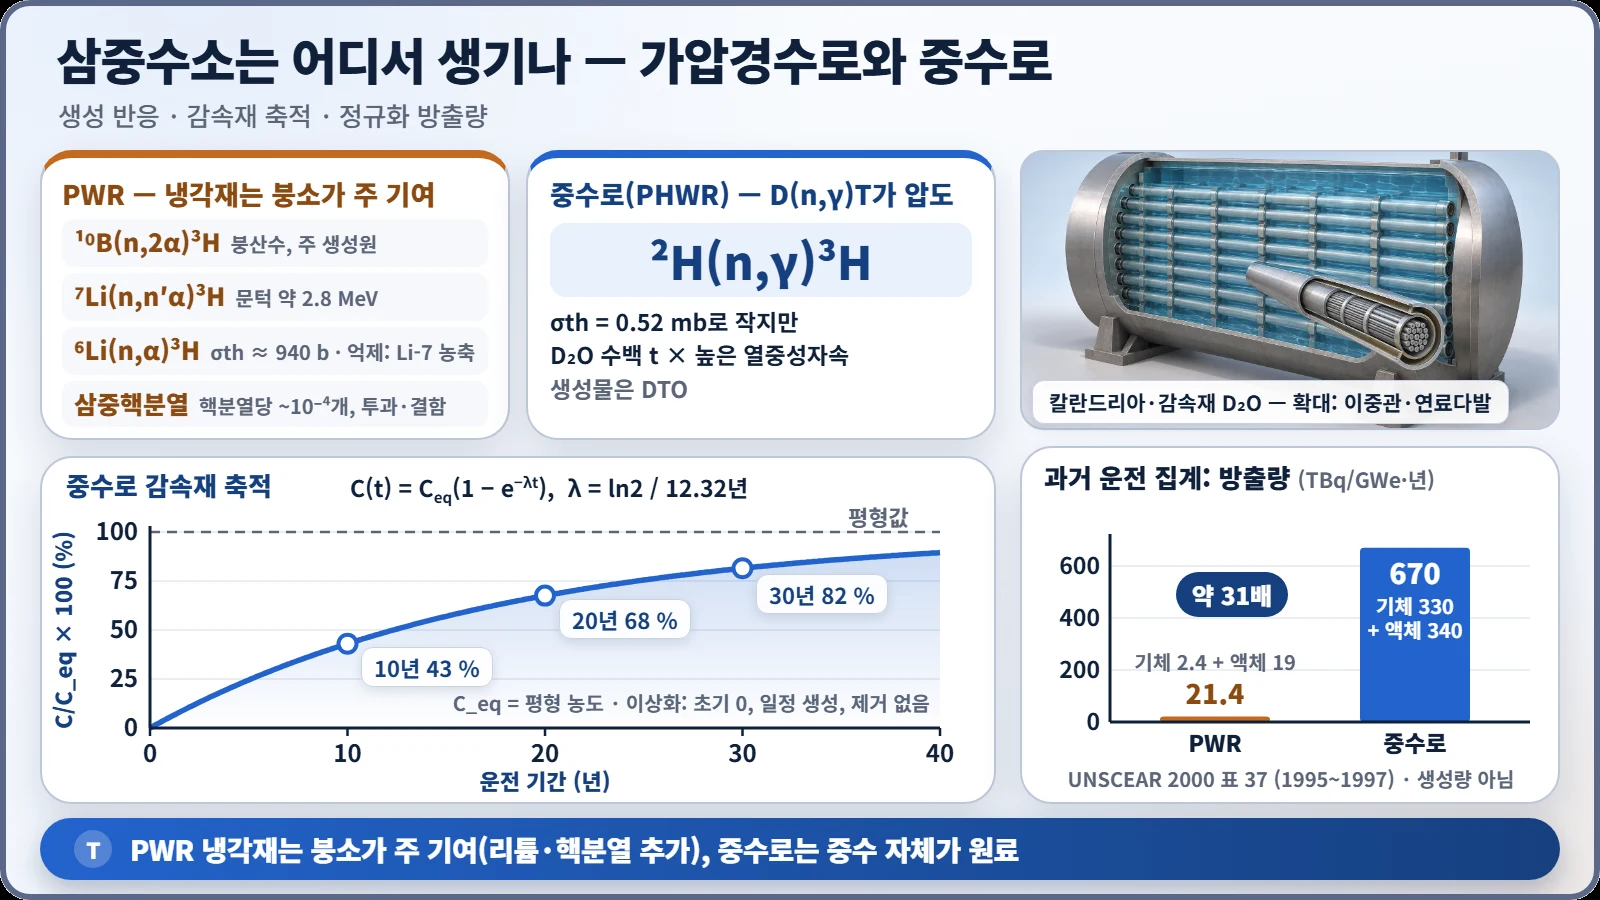 삼중수소는 어디서 생기나 — 가압경수로와 중수로
생성 반응 · 감속재 축적 · 정규화 방출량
PWR — 냉각재는 붕소가 주 기여
¹⁰B(n,2α)³H 붕산수, 주 생성원
⁷Li(n,n′α)³H 문턱 약 2.8 MeV
⁶Li(n,α)³H σth ≈ 940 b · 억제: Li-7 농축
삼중핵분열 핵분열당 ~10⁻⁴개, 투과·결함
중수로(PHWR) — D(n,γ)T가 압도
²H(n,γ)³H
σth = 0.52 mb로 작지만
D₂O 수백 t × 높은 열중성자속
생성물은 DTO
칼란드리아·감속재 D₂O — 확대: 이중관·연료다발
중수로 감속재 축적
C(t) = C_eq(1 − e^−λt), λ = ln2 / 12.32년
평형값
C/C_eq × 100 (%)
100
75
50
25
0
10년 43 %
20년 68 %
30년 82 %
C_eq = 평형 농도 · 이상화: 초기 0, 일정 생성, 제거 없음
0 10 20 30 40
운전 기간 (년)
과거 운전 집계: 방출량 (TBq/GWe·년)
600
400
200
0
약 31배
기체 2.4 + 액체 19
21.4
670
기체 330
+ 액체 340
PWR 중수로
UNSCEAR 2000 표 37 (1995~1997) · 생성량 아님
T PWR 냉각재는 붕소가 주 기여(리튬·핵분열 추가), 중수로는 중수 자체가 원료